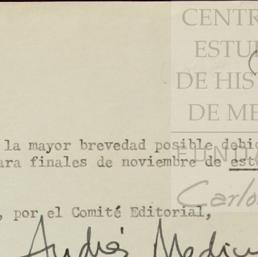 CENTR
ESTU
DE HIS
DE ME
la mayor brevedad posible debi
ara finales de noviembre de
FUND
Carlo
, por el Comité Editorial,
Andrés Medin